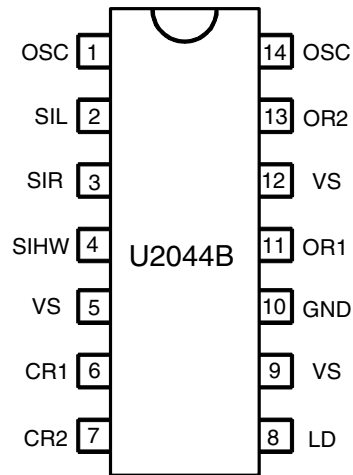 OSC 1 14 OSC
SIL 2 13 OR2
SIR 3 12 VS
SIHW 4 11 OR1
U2044B
VS 5 10 GND
CR1 6 9 VS
CR2 7 8 LD